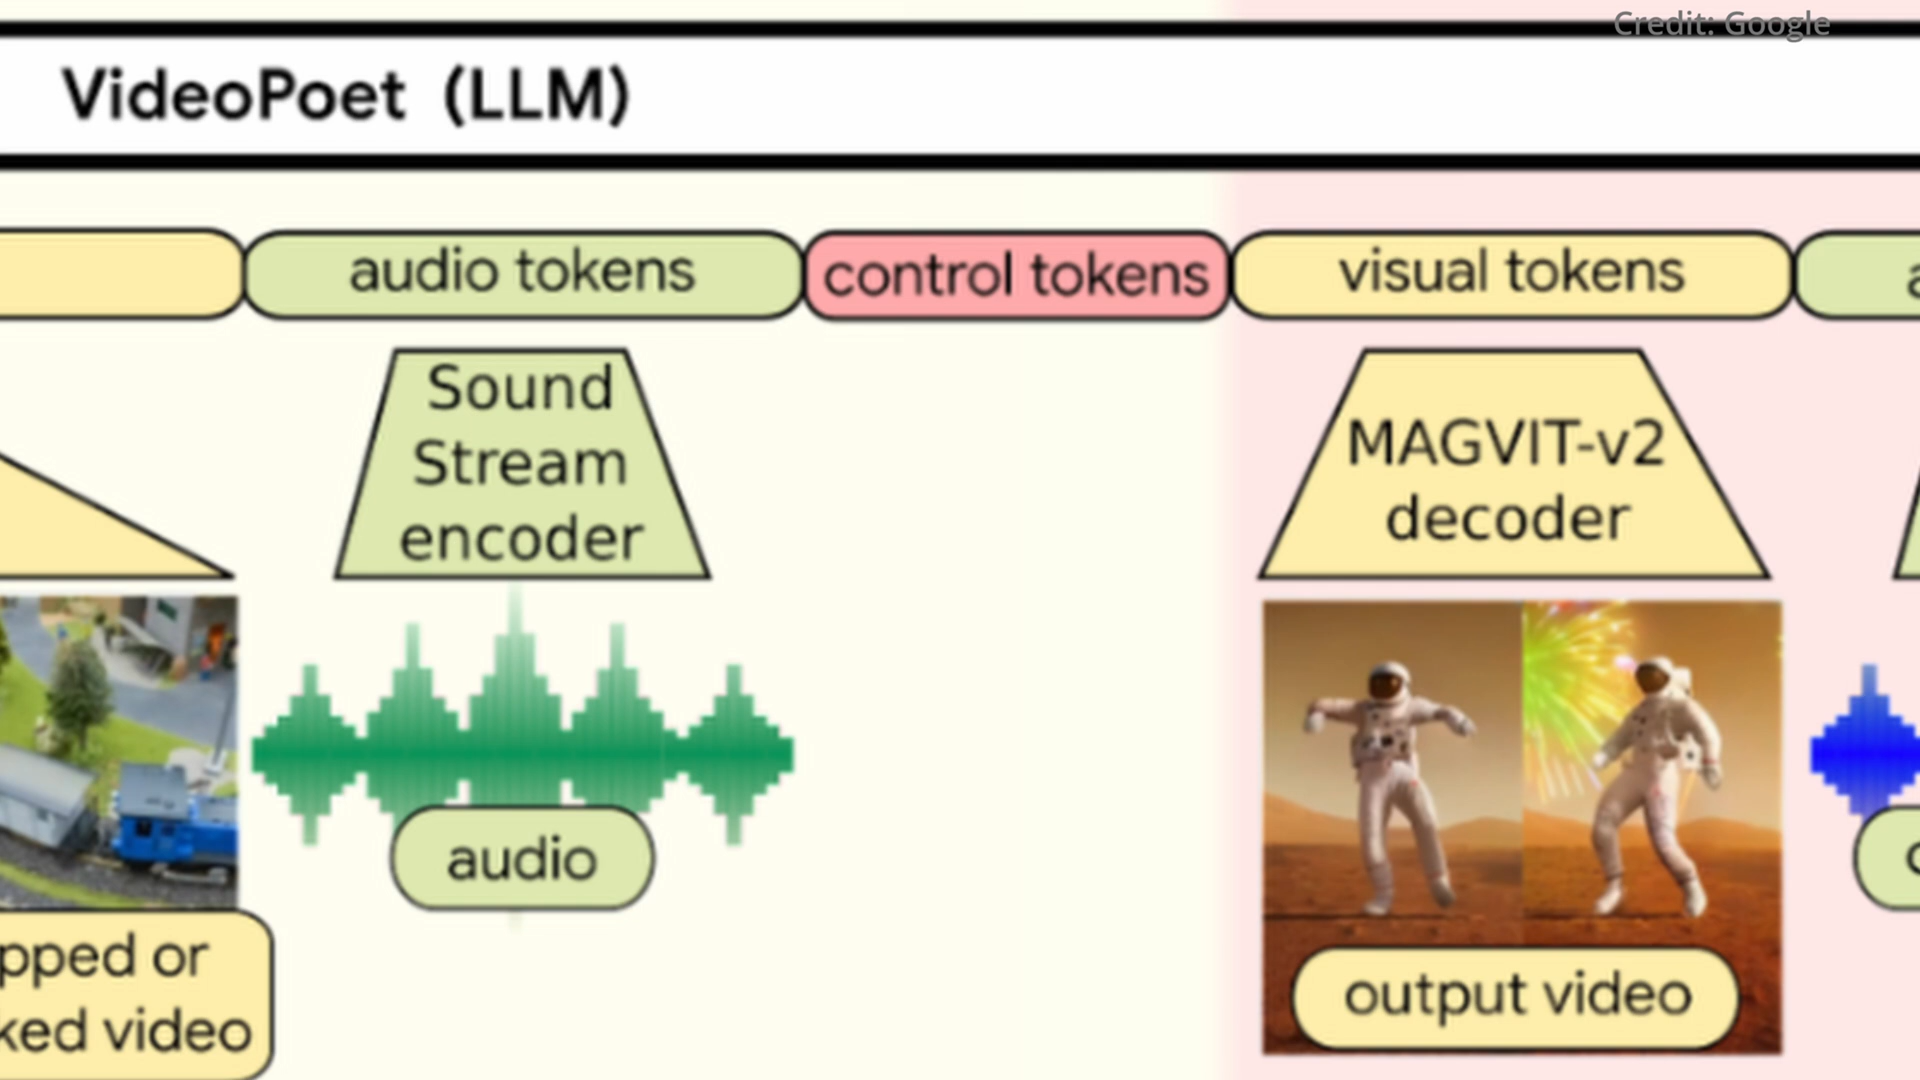 Credit: Google
VideoPoet (LLM)
audio tokens
control tokens
visual tokens
Sound
Stream
encoder
MAGVIT-v2
decoder
audio
pped or
ked video
output video